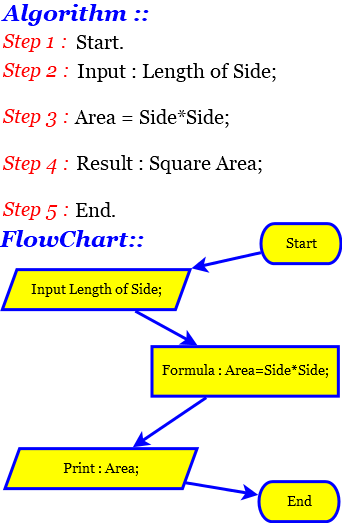 Algorithm ::
Step 1 : Start.
Step 2 : Input : Length of Side;
Step 3 : Area = Side*Side;
Step 4 : Result : Square Area;
Step 5 : End.
FlowChart::
Start
Input Length of Side;
Formula : Area=Side*Side;
Print : Area;
End